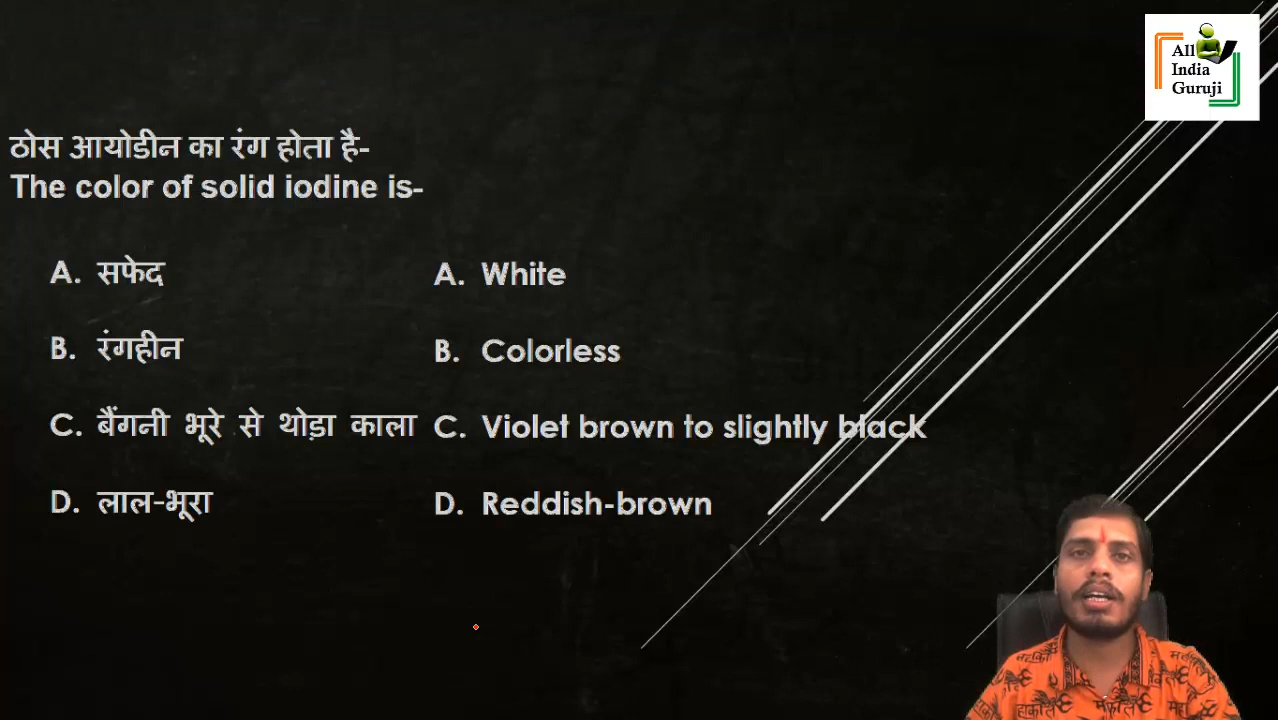 All
India
Guruji
ठोस आयोडीन का रंग होता है-
The color of solid iodine is-
A. सफेद
A. White
B. रंगहीन
B. Colorless
C. बैंगनी भूरे से थोड़ा काला
C. Violet brown to slightly black
D. लाल-भूरा
D. Reddish-brown
महाकाल